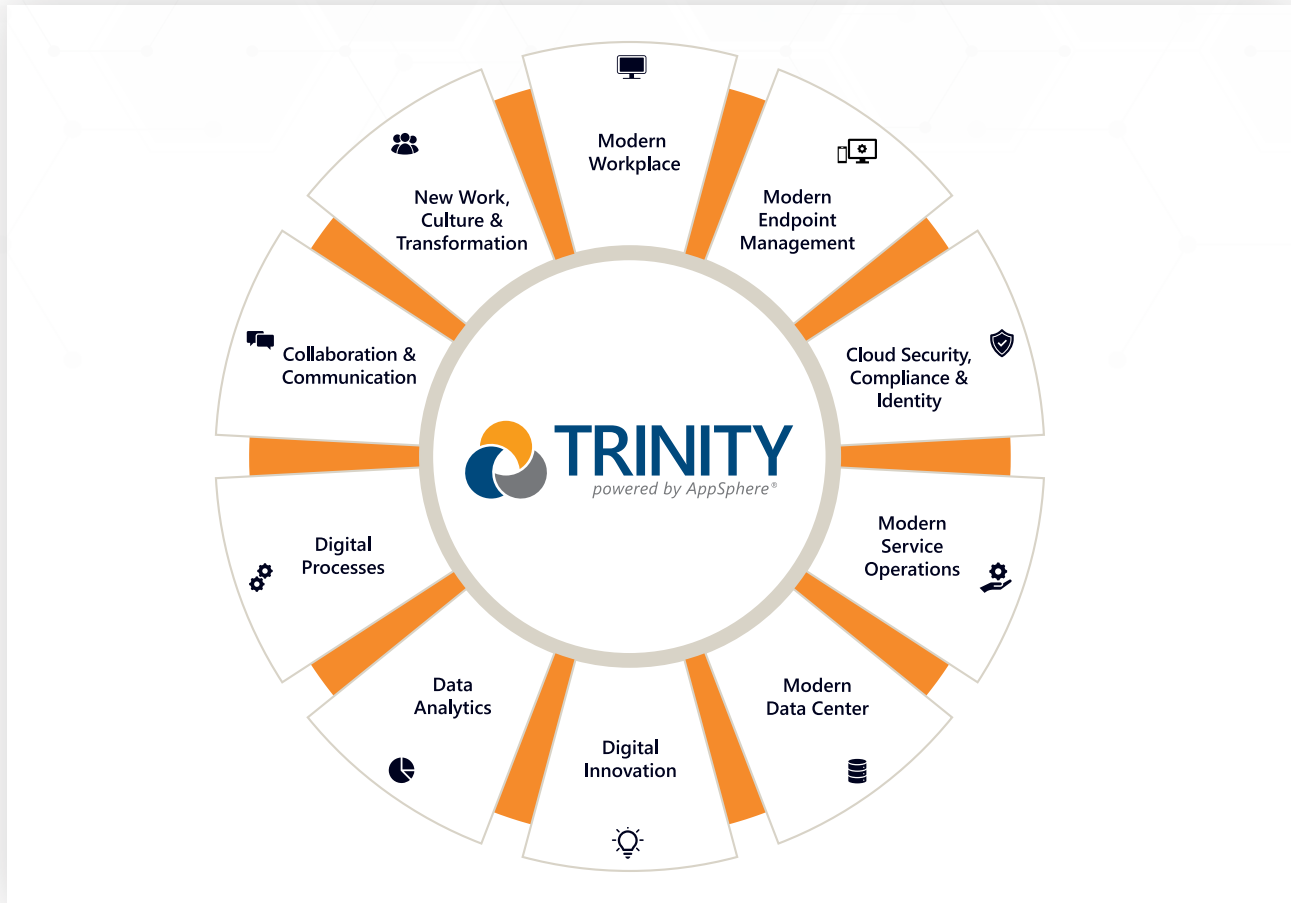 Modern
Workplace
Modern
Endpoint
Management
Cloud Security,
Compliance &
Identity
Modern
Service
Operations
Modern
Data Center
Digital
Innovation
Data
Analytics
Digital
Processes
Collaboration &
Communication
New Work,
Culture &
Transformation
TRINITY
powered by AppSphere®